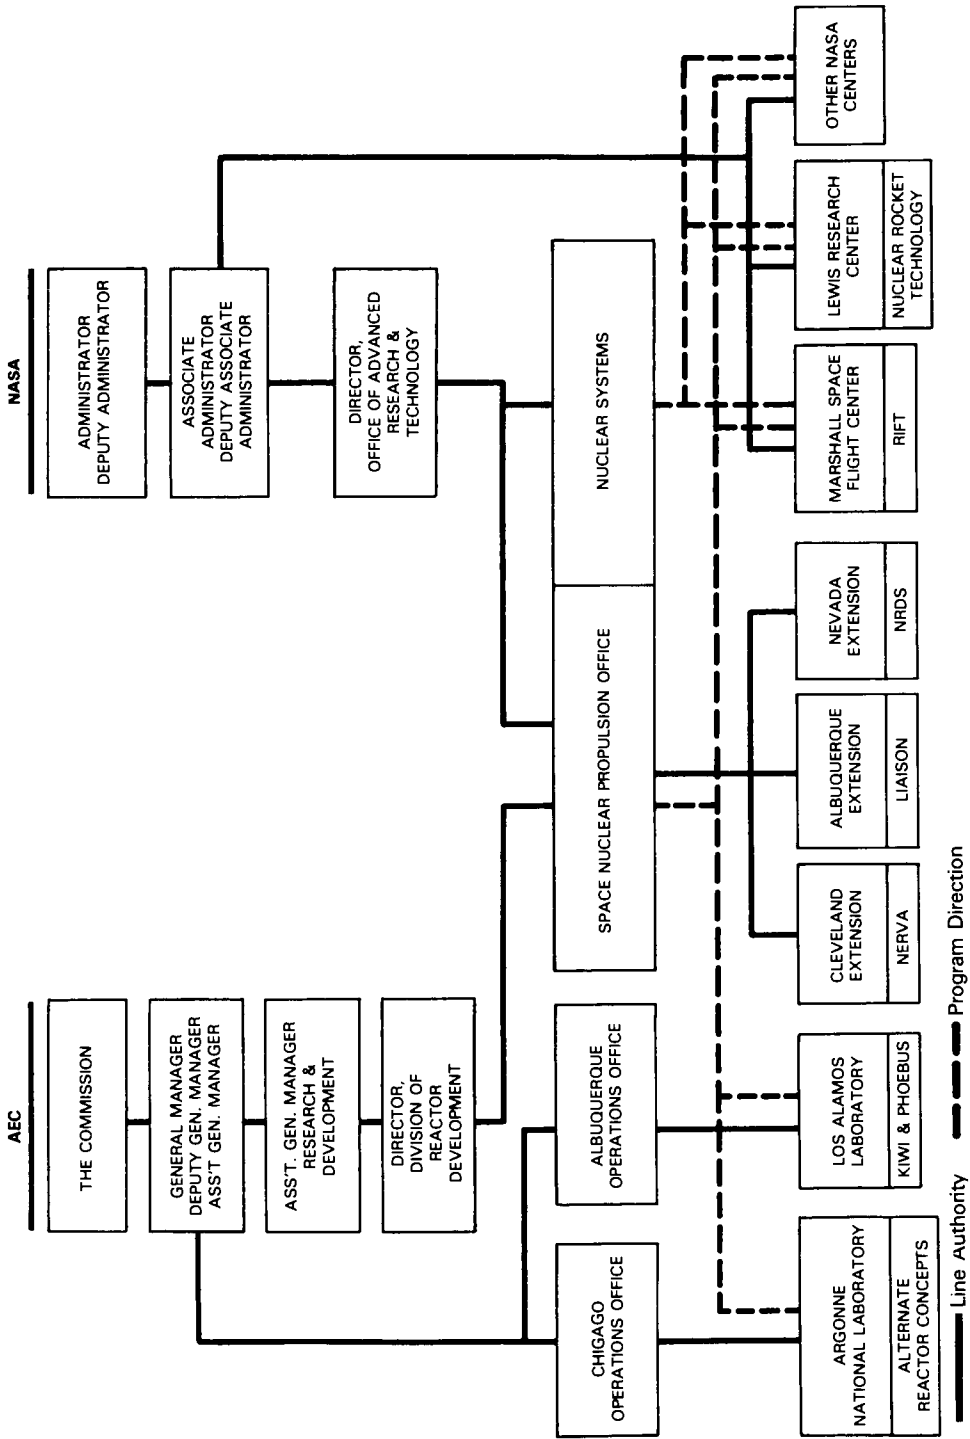 AEC
THE COMMISSION
GENERAL MANAGER
DEPUTY GEN. MANAGER
ASS'T GEN. MANAGER
ASS'T. GEN. MANAGER
RESEARCH &
DEVELOPMENT
DIRECTOR,
DIVISION OF
REACTOR
DEVELOPMENT
NASA
ADMINISTRATOR
DEPUTY ADMINISTRATOR
ASSOCIATE
ADMINISTRATOR
DEPUTY ASSOCIATE
ADMINISTRATOR
DIRECTOR,
OFFICE OF ADVANCED
RESEARCH &
TECHNOLOGY
CHIGAGO
OPERATIONS OFFICE
ALBUQUERQUE
OPERATIONS OFFICE
SPACE NUCLEAR PROPULSION OFFICE
NUCLEAR SYSTEMS
ARGONNE
NATIONAL LABORATORY
ALTERNATE
REACTOR CONCEPTS
LOS ALAMOS
LABORATORY
KIWI & PHOEBUS
CLEVELAND
EXTENSION
NERVA
ALBUQUERQUE
EXTENSION
LIAISON
NEVADA
EXTENSION
NRDS
MARSHALL SPACE
FLIGHT CENTER
RIFT
LEWIS RESEARCH
CENTER
NUCLEAR ROCKET
TECHNOLOGY
OTHER NASA
CENTERS
Line Authority
Program Direction